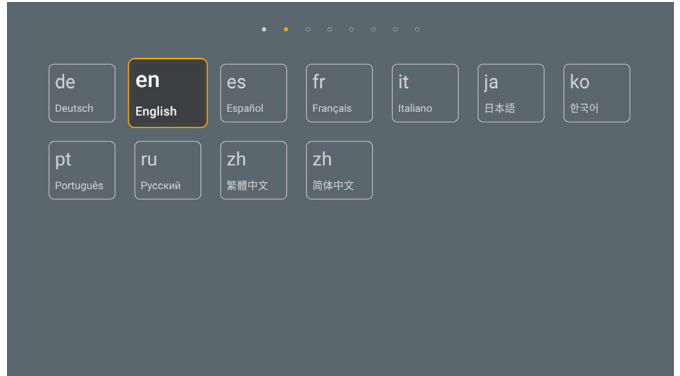 de
Deutsch
en
English
es
Español
fr
Français
it
Italiano
ja
日本語
ko
한국어
pt
Português
ru
Русский
zh
繁體中文
zh
简体中文